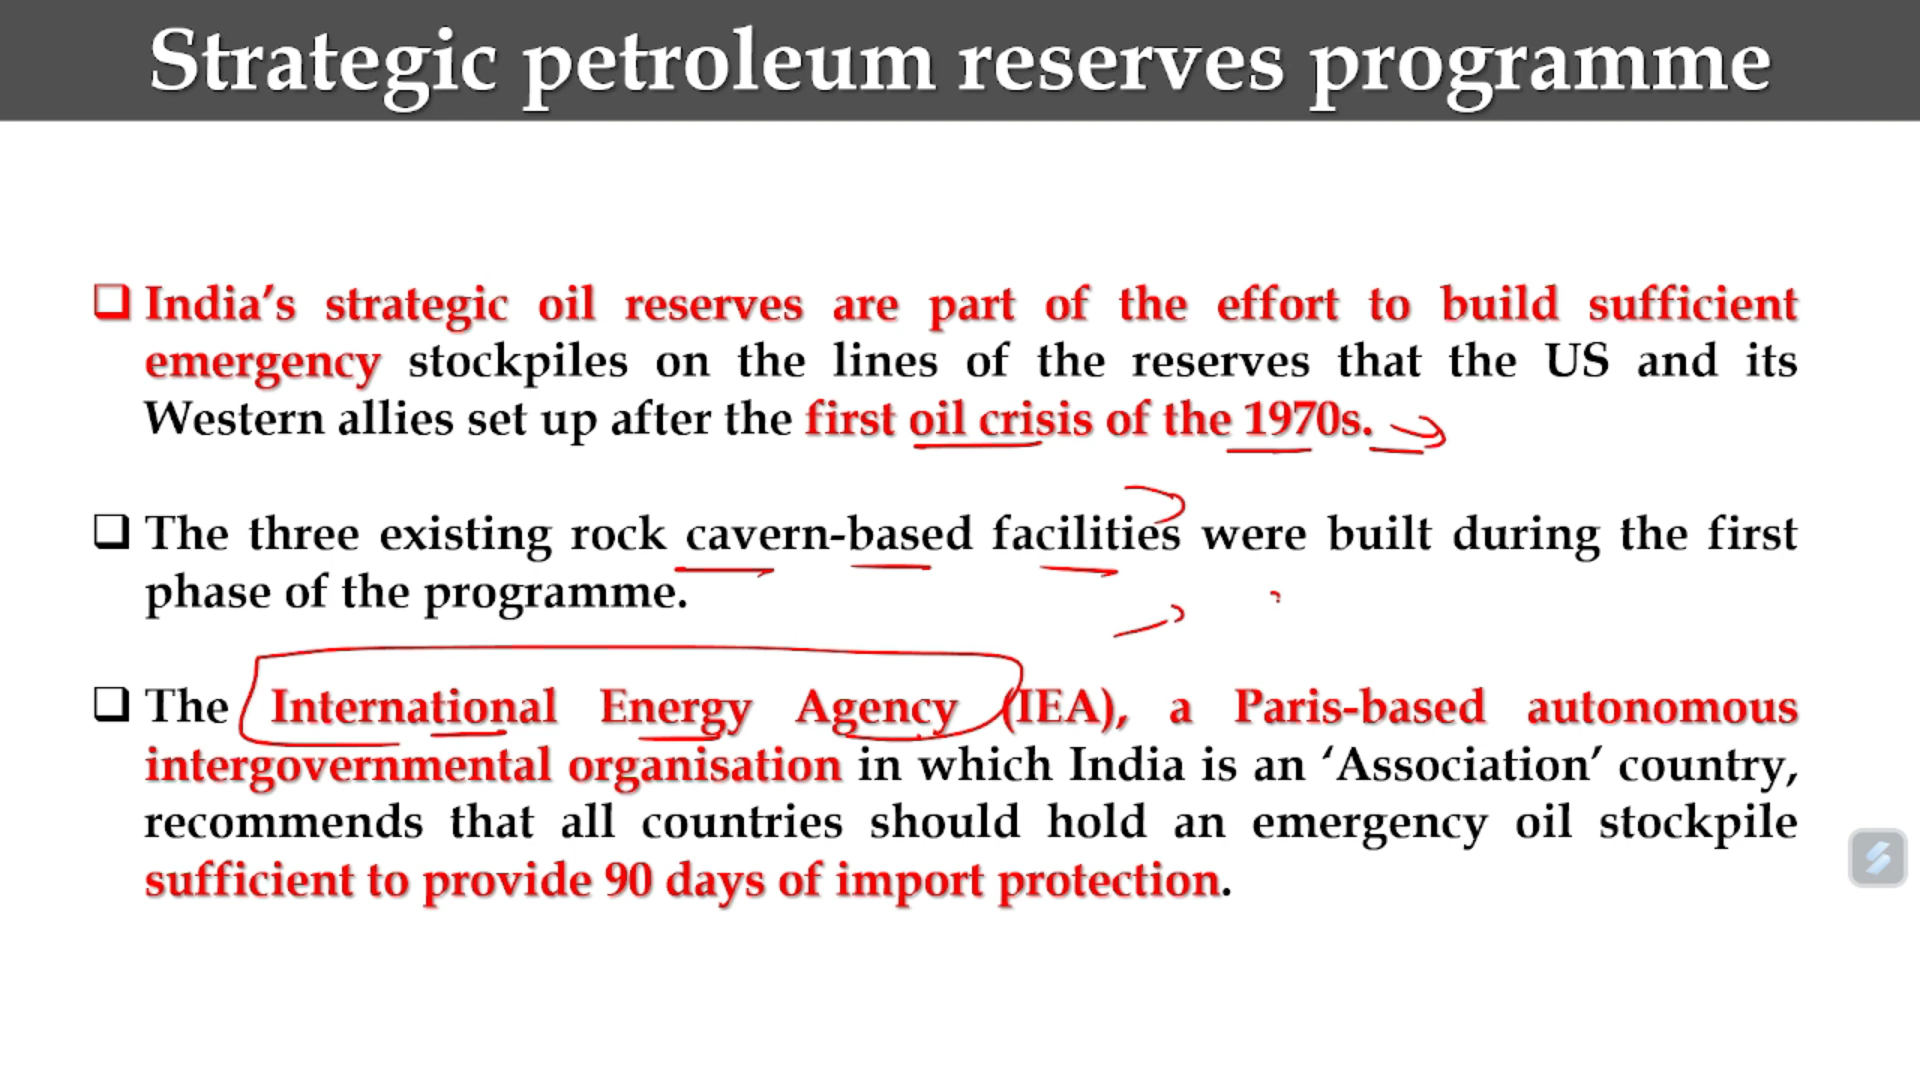 Strategic petroleum reserves programme
❑ India’s strategic oil reserves are part of the effort to build sufficient
emergency stockpiles on the lines of the reserves that the US and its
Western allies set up after the first oil crisis of the 1970s.
❑ The three existing rock cavern-based facilities were built during the first
phase of the programme.
❑ The International Energy Agency (IEA), a Paris-based autonomous
intergovernmental organisation in which India is an ‘Association’ country,
recommends that all countries should hold an emergency oil stockpile
sufficient to provide 90 days of import protection.